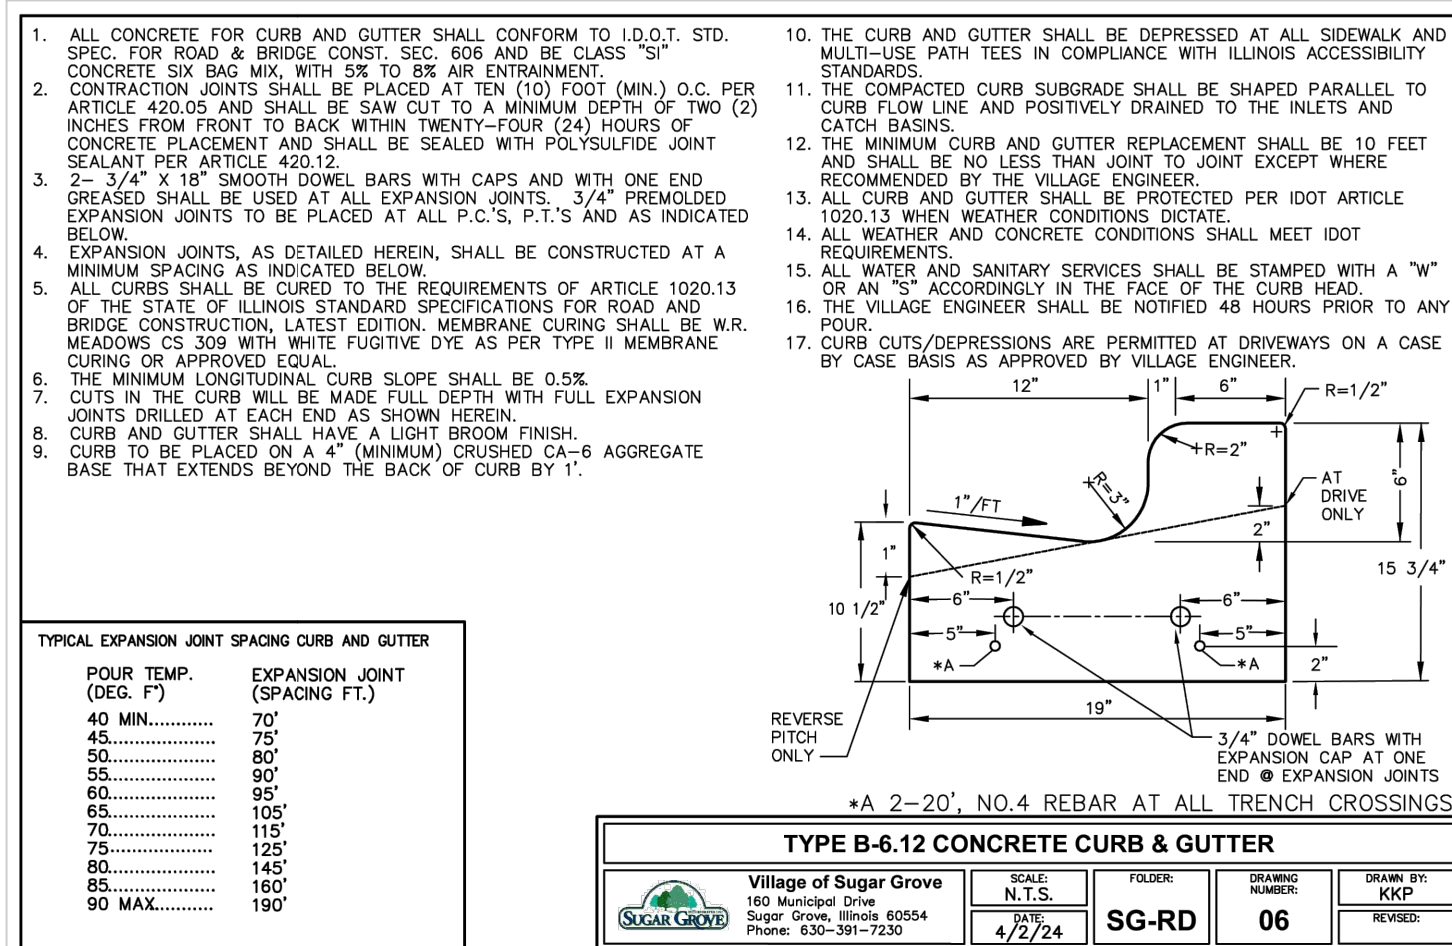 1. ALL CONCRETE FOR CURB AND GUTTER SHALL CONFORM TO I.D.O.T. STD.
SPEC. FOR ROAD & BRIDGE CONST. SEC. 606 AND BE CLASS "SI"
CONCRETE SIX BAG MIX, WITH 5% TO 8% AIR ENTRAINMENT.
2. CONTRACTION JOINTS SHALL BE PLACED AT TEN (10) FOOT (MIN.) O.C. PER
ARTICLE 420.05 AND SHALL BE SAW CUT TO A MINIMUM DEPTH OF TWO (2)
INCHES FROM FRONT TO BACK WITHIN TWENTY-FOUR (24) HOURS OF
CONCRETE PLACEMENT AND SHALL BE SEALED WITH POLYSULFIDE JOINT
SEALANT PER ARTICLE 420.12.
3. 2- 3/4" X 18" SMOOTH DOWEL BARS WITH CAPS AND WITH ONE END
GREASED SHALL BE USED AT ALL EXPANSION JOINTS. 3/4" PREMOLDED
EXPANSION JOINTS TO BE PLACED AT ALL P.C.'S, P.T.'S AND AS INDICATED
BELOW.
4. EXPANSION JOINTS, AS DETAILED HEREIN, SHALL BE CONSTRUCTED AT A
MINIMUM SPACING AS INDICATED BELOW.
5. ALL CURBS SHALL BE CURED TO THE REQUIREMENTS OF ARTICLE 1020.13
OF THE STATE OF ILLINOIS STANDARD SPECIFICATIONS FOR ROAD AND
BRIDGE CONSTRUCTION, LATEST EDITION. MEMBRANE CURING SHALL BE W.R.
MEADOWS CS 309 WITH WHITE FUGITIVE DYE AS PER TYPE II MEMBRANE
CURING OR APPROVED EQUAL.
6. THE MINIMUM LONGITUDINAL CURB SLOPE SHALL BE 0.5%.
7. CUTS IN THE CURB WILL BE MADE FULL DEPTH WITH FULL EXPANSION
JOINTS DRILLED AT EACH END AS SHOWN HEREIN.
8. CURB AND GUTTER SHALL HAVE A LIGHT BROOM FINISH.
9. CURB TO BE PLACED ON A 4" (MINIMUM) CRUSHED CA-6 AGGREGATE
BASE THAT EXTENDS BEYOND THE BACK OF CURB BY 1'.
10. THE CURB AND GUTTER SHALL BE DEPRESSED AT ALL SIDEWALK AND
MULTI-USE PATH TEES IN COMPLIANCE WITH ILLINOIS ACCESSIBILITY
STANDARDS.
11. THE COMPACTED CURB SUBGRADE SHALL BE SHAPED PARALLEL TO
CURB FLOW LINE AND POSITIVELY DRAINED TO THE INLETS AND
CATCH BASINS.
12. THE MINIMUM CURB AND GUTTER REPLACEMENT SHALL BE 10 FEET
AND SHALL BE NO LESS THAN JOINT TO JOINT EXCEPT WHERE
RECOMMENDED BY THE VILLAGE ENGINEER.
13. ALL CURB AND GUTTER SHALL BE PROTECTED PER IDOT ARTICLE
1020.13 WHEN WEATHER CONDITIONS DICTATE.
14. ALL WEATHER AND CONCRETE CONDITIONS SHALL MEET IDOT
REQUIREMENTS.
15. ALL WATER AND SANITARY SERVICES SHALL BE STAMPED WITH A "W"
OR AN "S" ACCORDINGLY IN THE FACE OF THE CURB HEAD.
16. THE VILLAGE ENGINEER SHALL BE NOTIFIED 48 HOURS PRIOR TO ANY
POUR.
17. CURB CUTS/DEPRESSIONS ARE PERMITTED AT DRIVEWAYS ON A CASE
BY CASE BASIS AS APPROVED BY VILLAGE ENGINEER.
12" 1" 6"
R=1/2"
R=2"
R=3"
6"
AT
DRIVE
ONLY
1"/FT
2"
1"
15 3/4"
R=1/2"
10 1/2"
6" 6"
5" 5"
*A *A
2"
19"
REVERSE
PITCH
ONLY
3/4" DOWEL BARS WITH
EXPANSION CAP AT ONE
END @ EXPANSION JOINTS
*A 2-20', NO.4 REBAR AT ALL TRENCH CROSSINGS
TYPICAL EXPANSION JOINT SPACING CURB AND GUTTER
POUR TEMP. EXPANSION JOINT
(DEG. F°) (SPACING FT.)
40 MIN............ 70'
45.................... 75'
50.................... 80'
55.................... 90'
60.................... 95'
65.................... 105'
70.................... 115'
75.................... 125'
80.................... 145'
85.................... 160'
90 MAX........... 190'
TYPE B-6.12 CONCRETE CURB & GUTTER
SUGAR GROVE
Village of Sugar Grove
160 Municipal Drive
Sugar Grove, Illinois 60554
Phone: 630-391-7230
SCALE:
N.T.S.
DATE:
4/2/24
FOLDER:
SG-RD
DRAWING
NUMBER:
06
DRAWN BY:
KKP
REVISED: